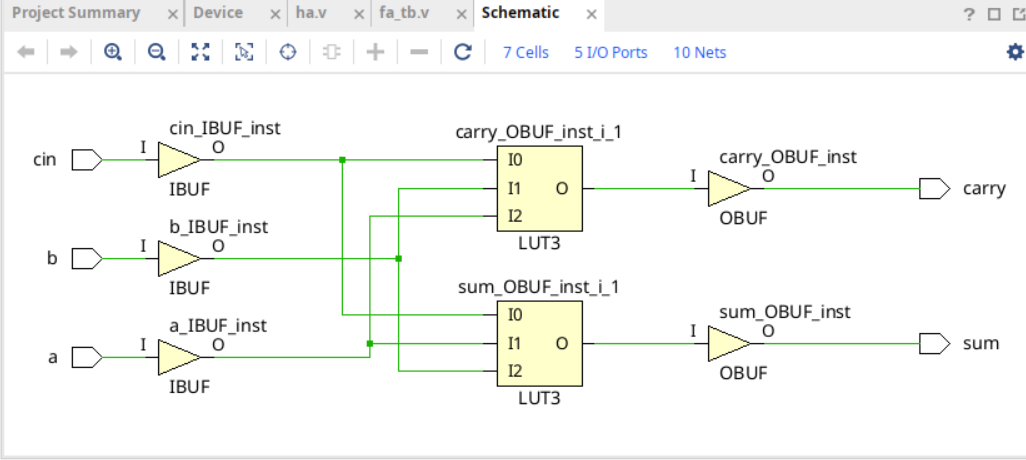 Project Summary × Device × ha.v × fa_tb.v × Schematic × ?
7 Cells 5 I/O Ports 10 Nets
cin_IBUF_inst carry_OBUF_inst_i_1
cin I O I0 carry_OBUF_inst
IBUF I1 O I O carry
b_IBUF_inst I2 OBUF
I O LUT3
b
IBUF sum_OBUF_inst_i_1
a_IBUF_inst I0 sum_OBUF_inst
a I O I1 O I O sum
IBUF I2 OBUF
LUT3